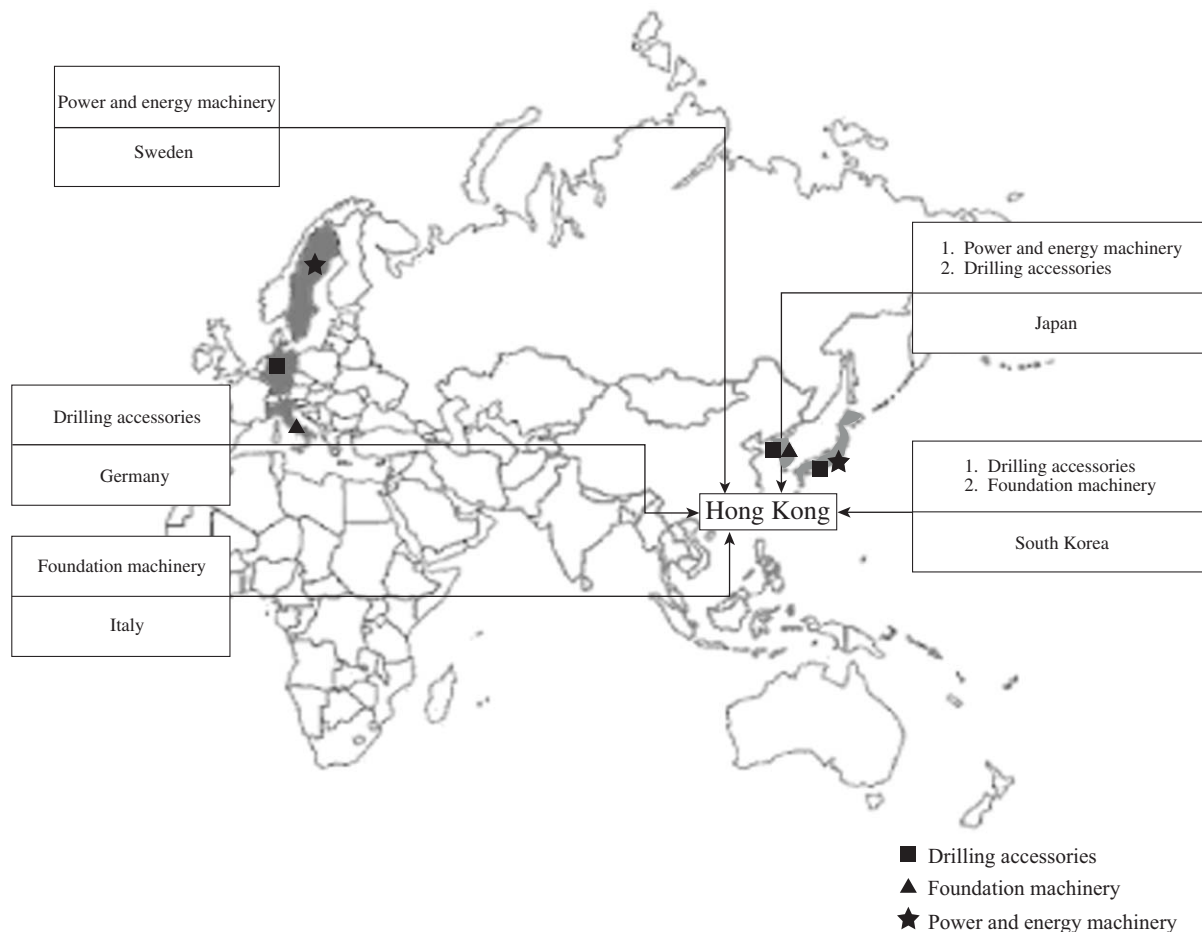 Power and energy machinery
Sweden
1. Power and energy machinery
2. Drilling accessories
Japan
Drilling accessories
Germany
1. Drilling accessories
2. Foundation machinery
South Korea
Hong Kong
Foundation machinery
Italy
Drilling accessories
Foundation machinery
Power and energy machinery